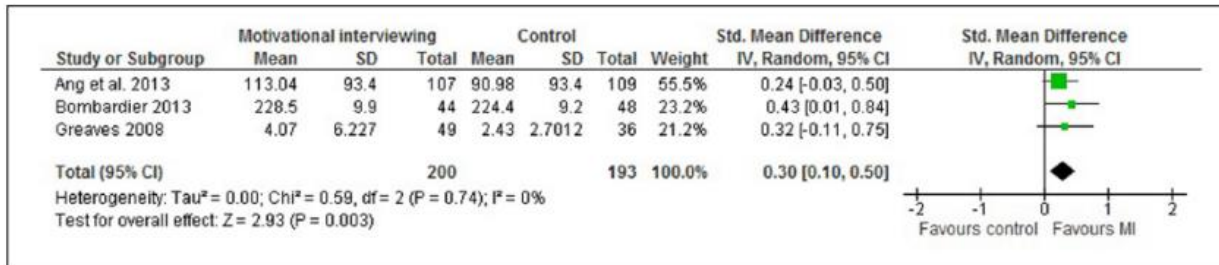 Motivational interviewing Control Std. Mean Difference Std. Mean Difference
Study or Subgroup Mean SD Total Mean SD Total Weight IV, Random, 95% CI IV, Random, 95% CI
Ang et al. 2013 113.04 93.4 107 90.98 93.4 109 55.5% 0.24 [-0.03, 0.50]
Bombardier 2013 228.5 9.9 44 224.4 9.2 48 23.2% 0.43 [0.01, 0.84]
Greaves 2008 4.07 6.227 49 2.43 2.7012 36 21.2% 0.32 [-0.11, 0.75]
Total (95% CI) 200 193 100.0% 0.30 [0.10, 0.50]
Heterogeneity: Tau² = 0.00; Chi² = 0.59, df = 2 (P = 0.74); I² = 0%
Test for overall effect: Z = 2.93 (P = 0.003)
-2 -1 0 1 2
Favours control Favours MI